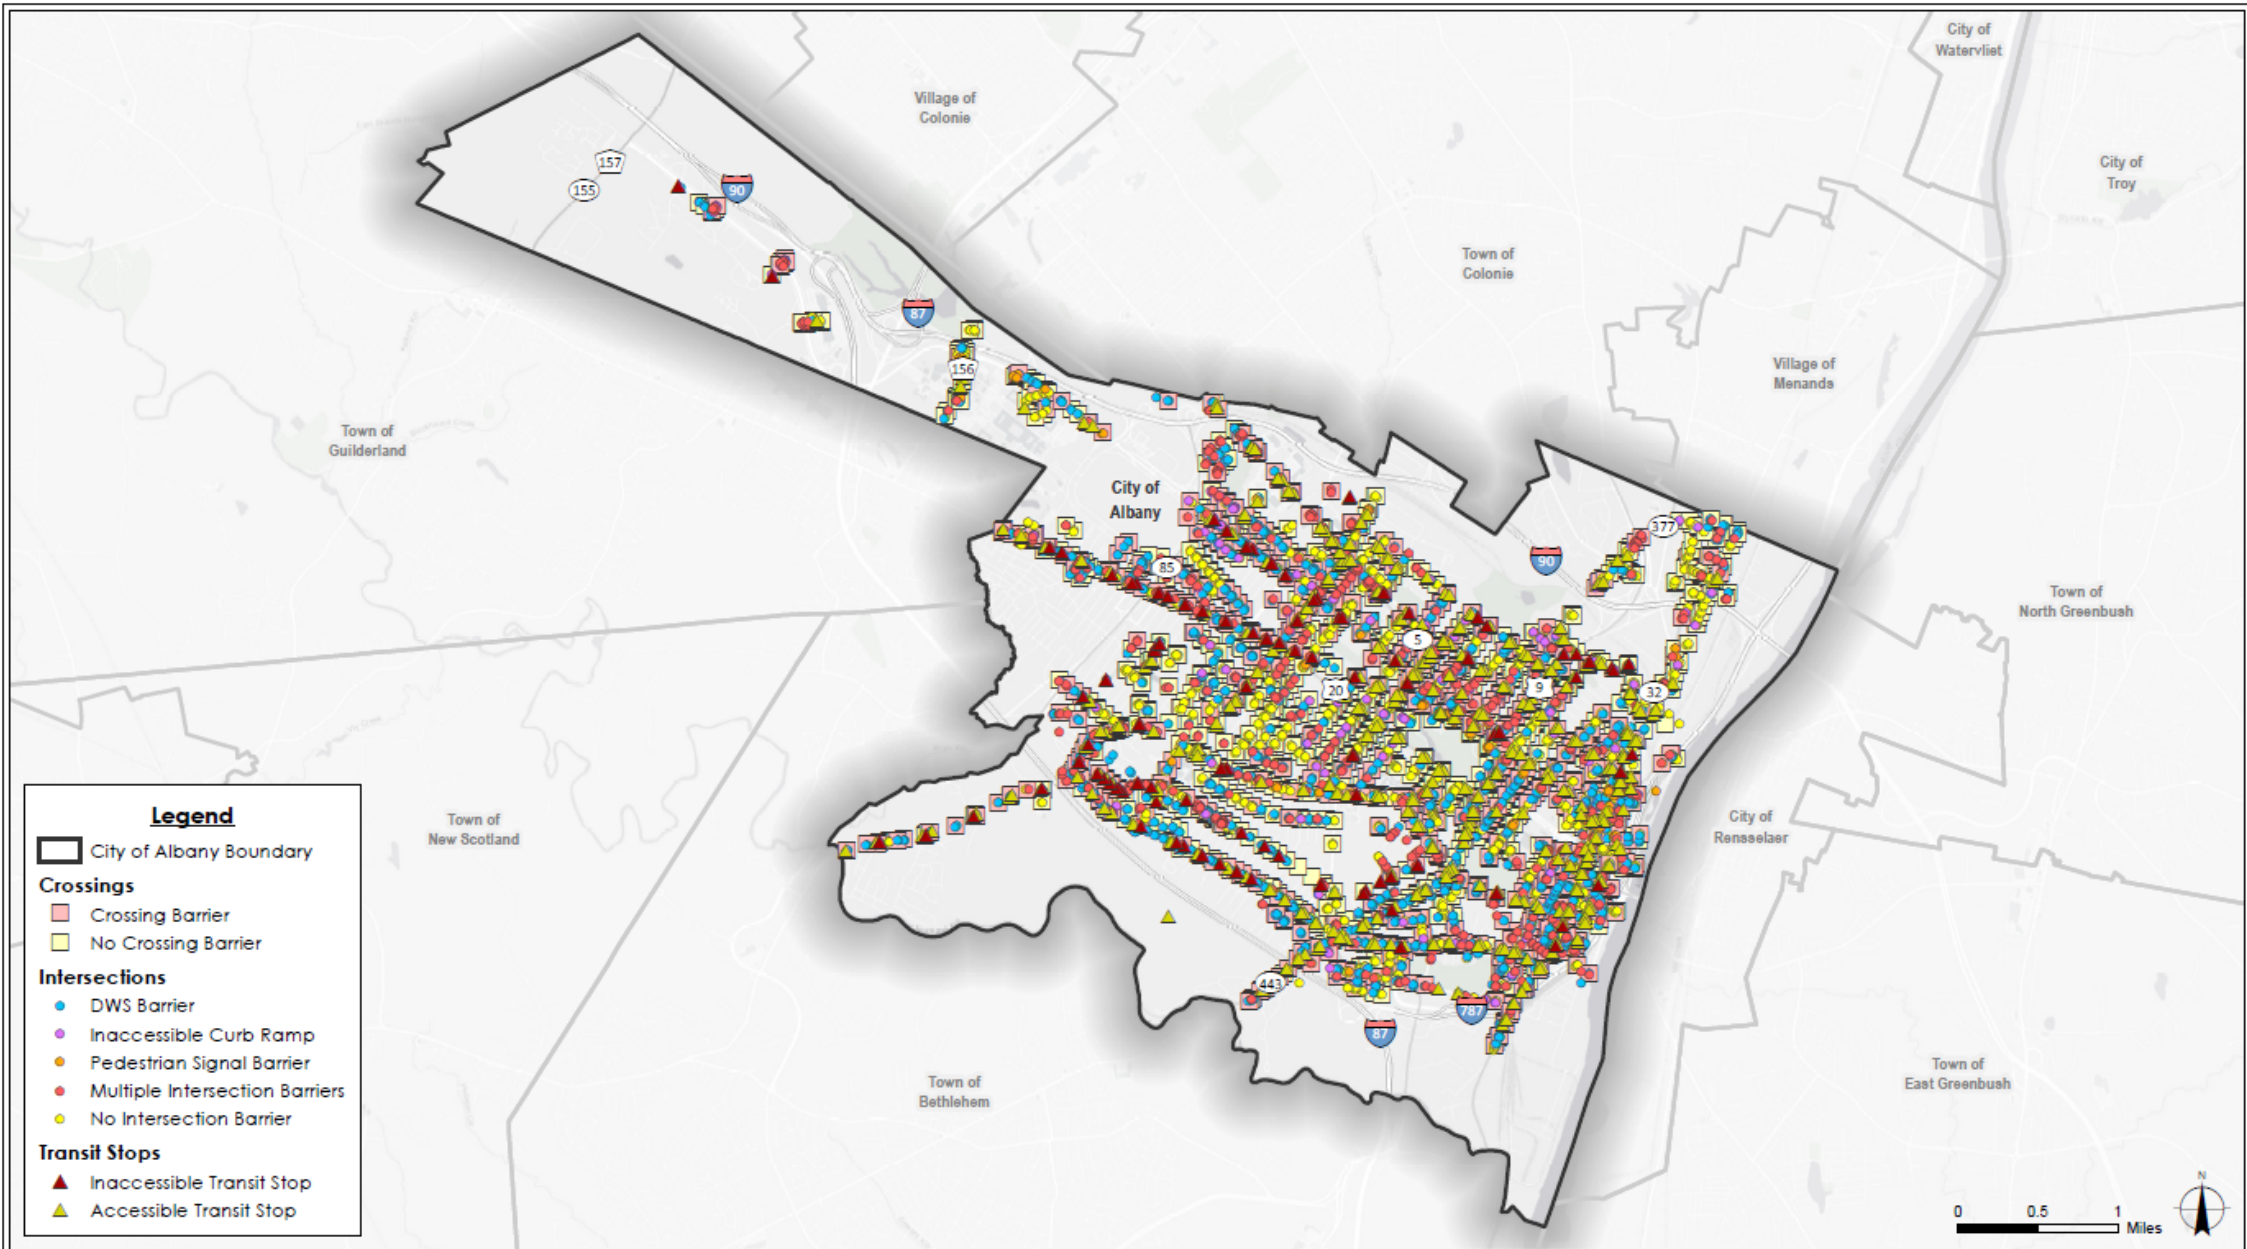 City of
Watervliet
Village of
Colonie
City of
Troy
157
155
90
Town of
Colonie
87
156
Village of
Menands
Town of
Guilderland
City of
Albany
377
90
85
Town of
North Greenbush
5
20
9
32
Legend
City of Albany Boundary
Crossings
Crossing Barrier
No Crossing Barrier
Intersections
DWS Barrier
Inaccessible Curb Ramp
Pedestrian Signal Barrier
Multiple Intersection Barriers
No Intersection Barrier
Transit Stops
Inaccessible Transit Stop
Accessible Transit Stop
Town of
New Scotland
City of
Rensselaer
443
787
87
Town of
Bethlehem
Town of
East Greenbush
N
0 0.5 1
Miles